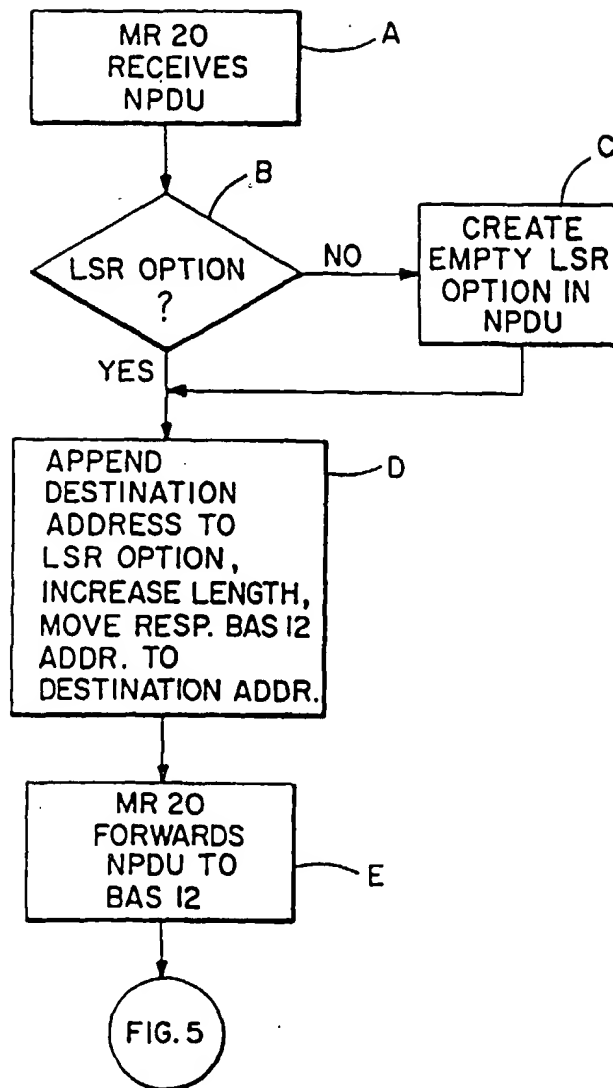 MR 20
RECEIVES
NPDU
A
B
LSR OPTION
?
NO
C
CREATE
EMPTY LSR
OPTION IN
NPDU
YES
APPEND
DESTINATION
ADDRESS TO
LSR OPTION,
INCREASE LENGTH,
MOVE RESP. BAS 12
ADDR. TO
DESTINATION ADDR.
D
MR 20
FORWARDS
NPDU TO
BAS 12
E
FIG. 5